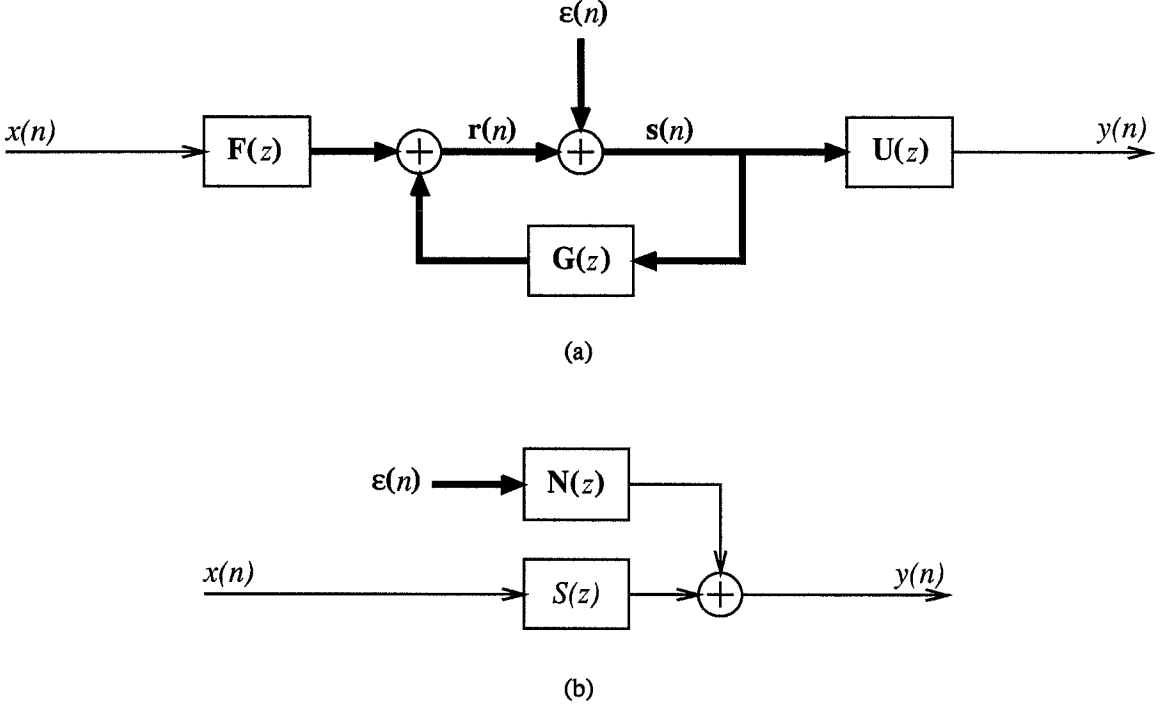 ε(n)
x(n)
F(z)
r(n)
s(n)
U(z)
y(n)
G(z)
(a)
ε(n)
N(z)
x(n)
S(z)
y(n)
(b)